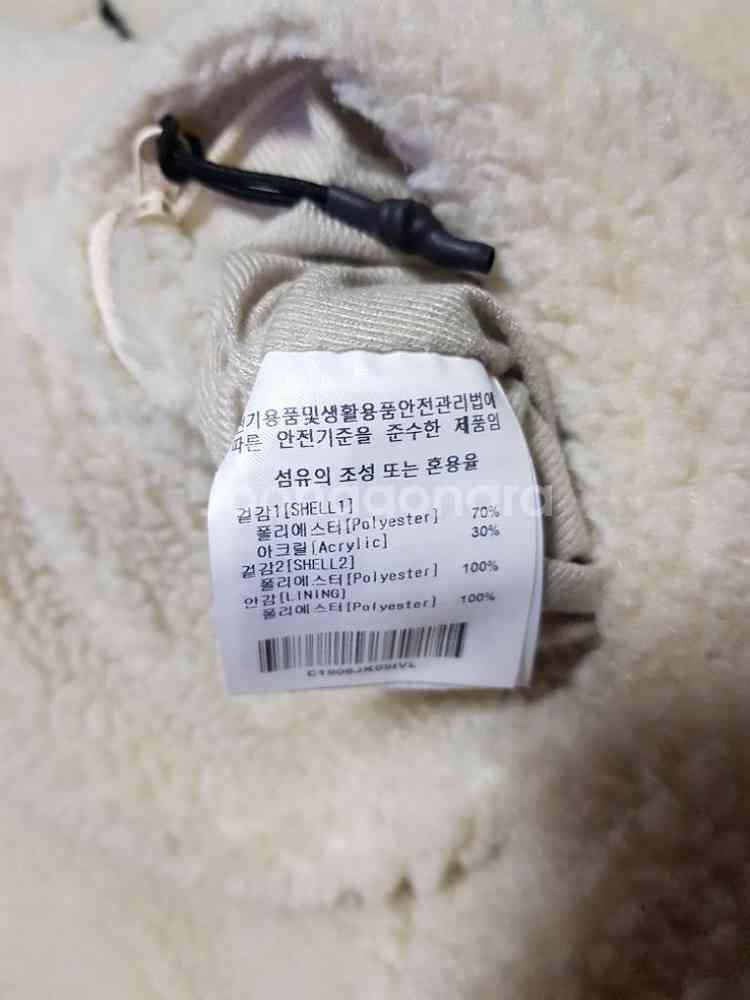 전기용품및생활용품안전관리법에
따른 안전기준을 준수한 제품임
섬유의 조성 또는 혼용율
겉감1[SHELL1]
폴리에스터[Polyester] 70%
아크릴[Acrylic] 30%
겉감2[SHELL2]
폴리에스터[Polyester] 100%
안감[LINING]
폴리에스터[Polyester] 100%